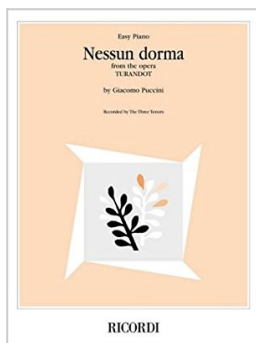 Easy Piano
Nessun dorma
from the opera
TURANDOT
by Giacomo Puccini
Recorded by The Three Tenors
RICORDI